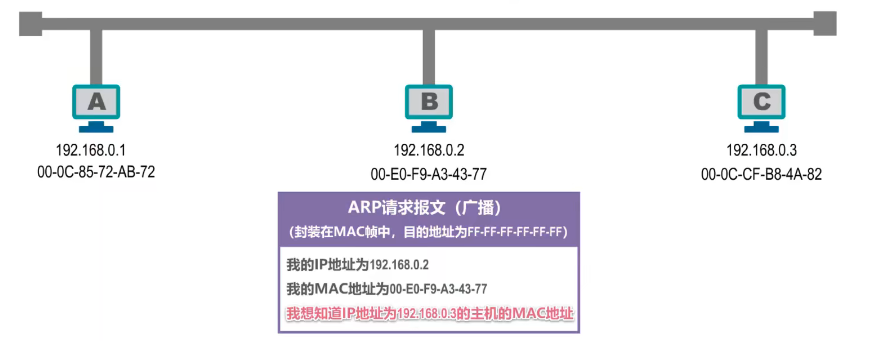 A
B
C
192.168.0.1
00-0C-85-72-AB-72
192.168.0.2
00-E0-F9-A3-43-77
192.168.0.3
00-0C-CF-B8-4A-82
ARP请求报文（广播）
（封装在MAC帧中，目的地址为FF-FF-FF-FF-FF-FF）
我的IP地址为192.168.0.2
我的MAC地址为00-E0-F9-A3-43-77
我想知道IP地址为192.168.0.3的主机的MAC地址